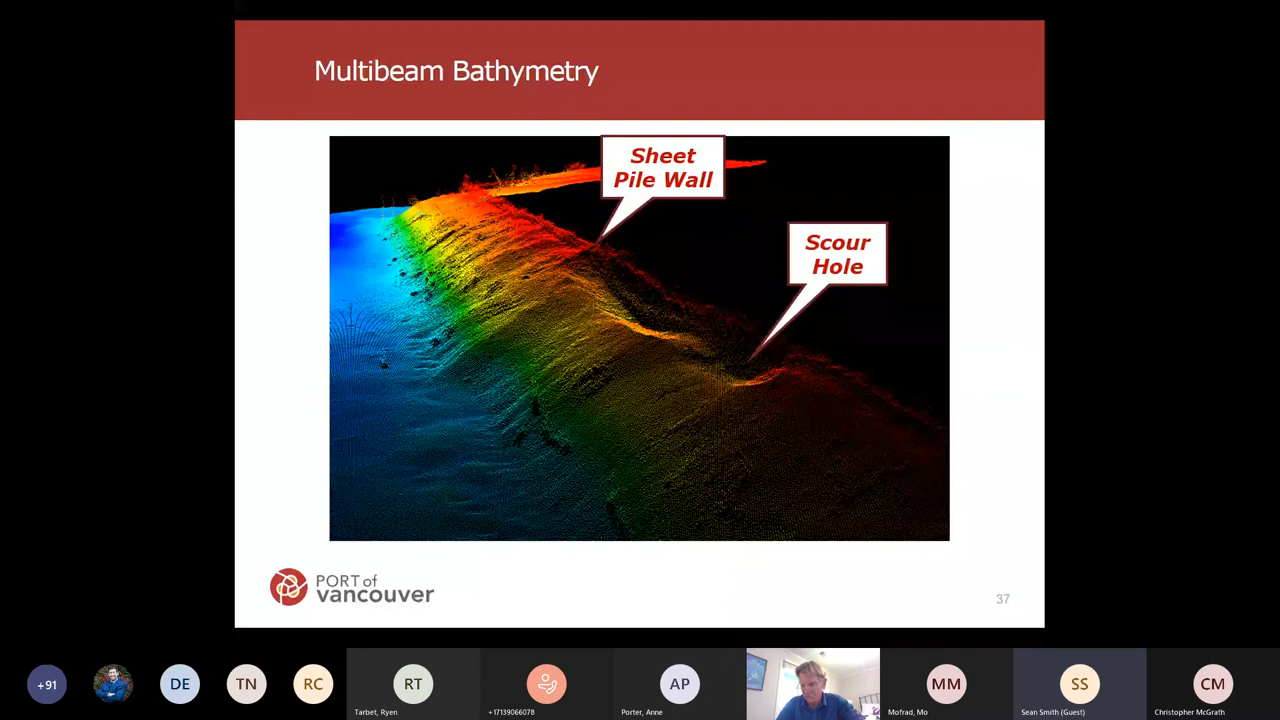 Multibeam Bathymetry
Sheet
Pile Wall
Scour
Hole
PORT of
vancouver
37
+91
DE
TN
RC
RT
AP
MM
SS
CM
Tarbet, Ryen
+17139066078
Porter, Anne
Mofrad, Mo
Sean Smith (Guest)
Christopher McGrath